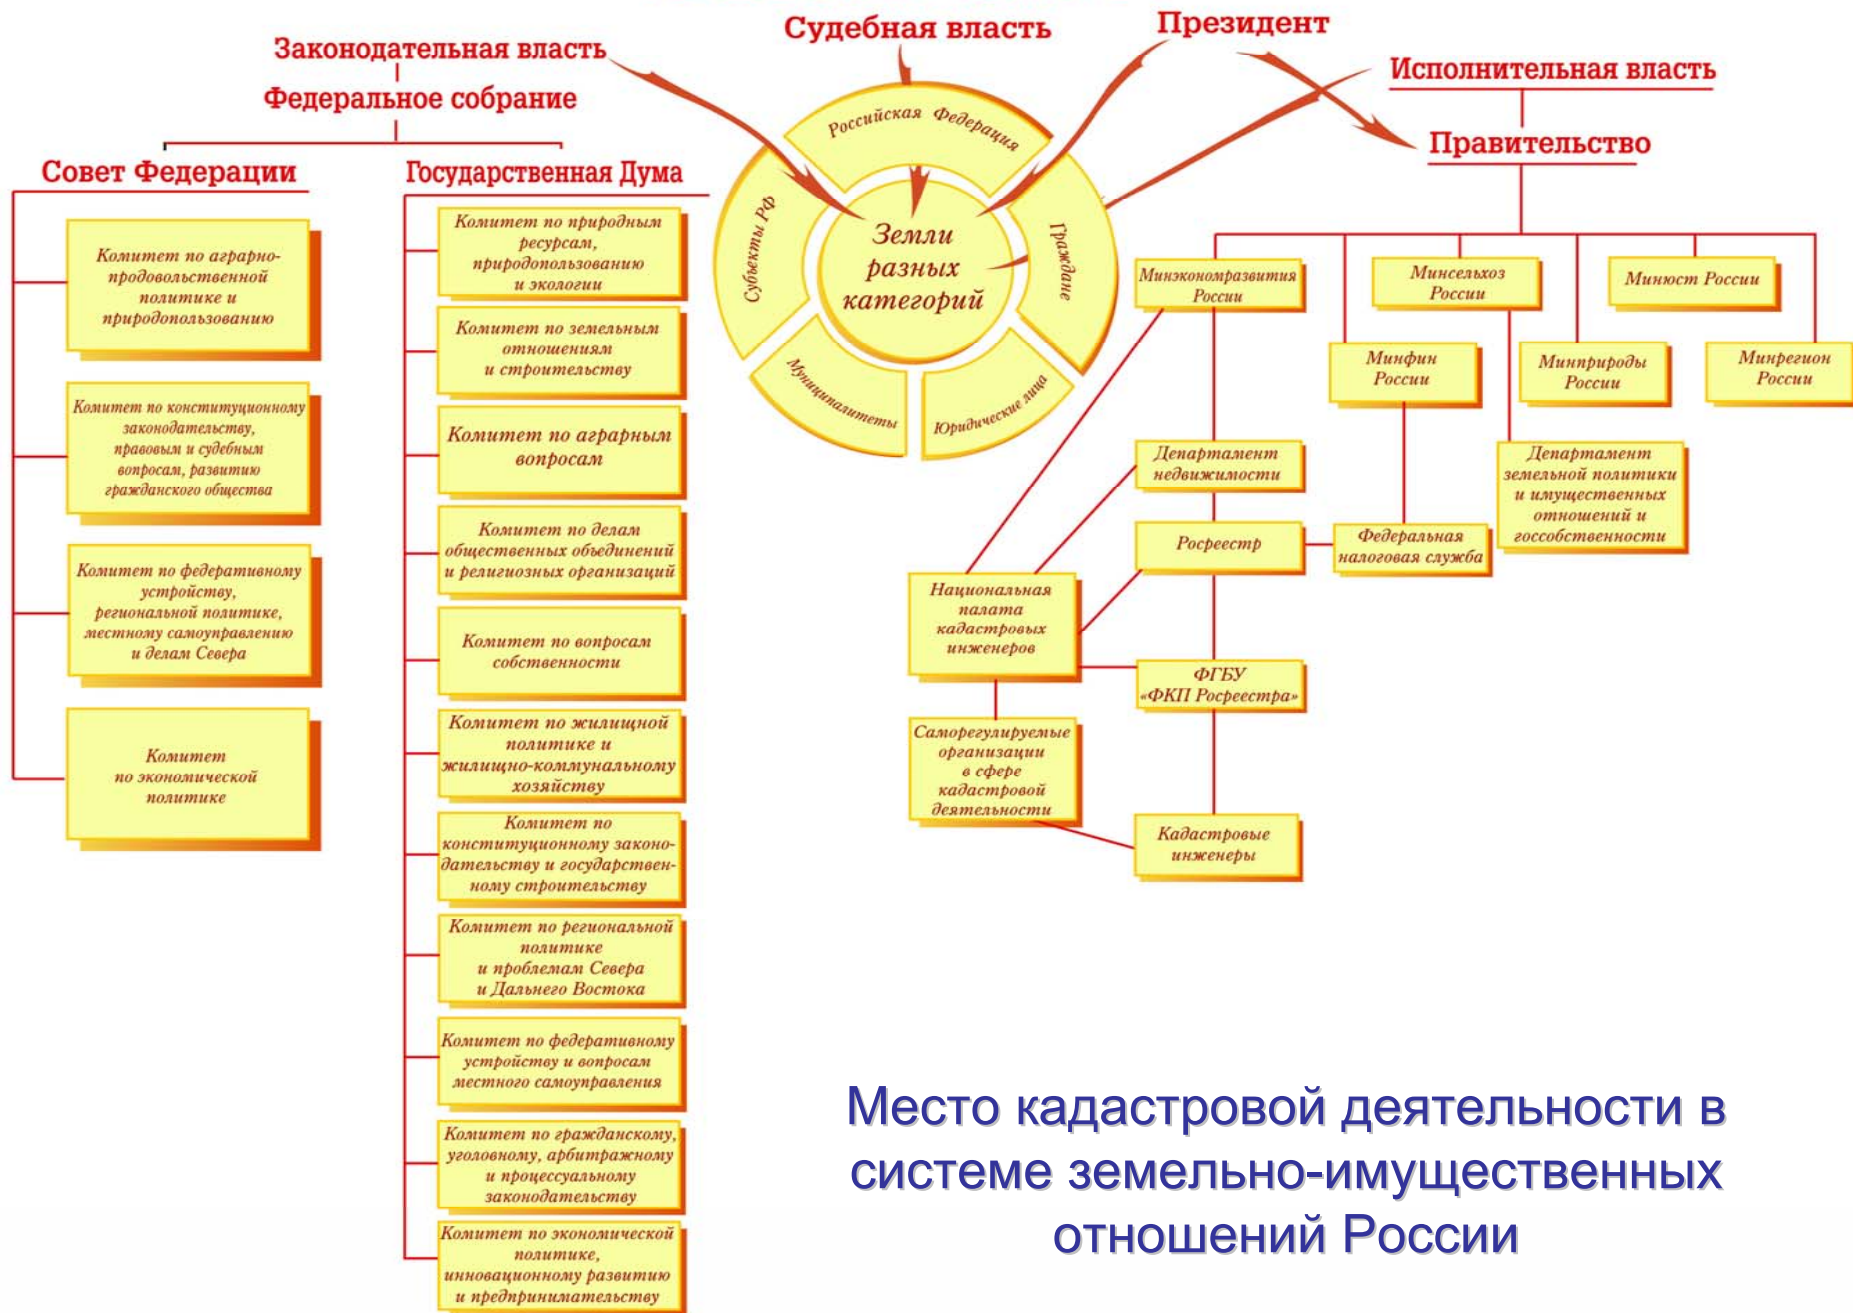 Законодательная власть
Федеральное собрание
Судебная власть
Президент
Исполнительная власть
Правительство
Совет Федерации
Комитет по аграрно-
продовольственной
политике и
природопользованию
Комитет по конституционному
законодательству,
правовым и судебным
вопросам, развитию
гражданского общества
Комитет по федеративному
устройству,
региональной политике,
местному самоуправлению
и делам Севера
Комитет
по экономической
политике
Государственная Дума
Комитет по природным
ресурсам,
природопользованию
и экологии
Комитет по земельным
отношениям
и строительству
Комитет по аграрным
вопросам
Комитет по делам
общественных объединений
и религиозных организаций
Комитет по вопросам
собственности
Комитет по жилищной
политике и
жилищно-коммунальному
хозяйству
Комитет по
конституционному законо-
дательству и государствен-
ному строительству
Комитет по региональной
политике
и проблемам Севера
и Дальнего Востока
Комитет по федеративному
устройству и вопросам
местного самоуправления
Комитет по гражданскому,
уголовному, арбитражному
и процессуальному
законодательству
Комитет по экономической
политике,
инновационному развитию
и предпринимательству
Российская Федерация
Субъекты РФ
Граждане
Муниципалитеты
Юридические лица
Земли
разных
категорий
Минэкономразвития
России
Минсельхоз
России
Минюст России
Минфин
России
Минприроды
России
Минрегион
России
Департамент
недвижимости
Департамент
земельной политики
и имущественных
отношений и
госсобственности
Росреестр
Федеральная
налоговая служба
Национальная
палата
кадастровых
инженеров
ФГБУ
«ФКП Росреестра»
Саморегулируемые
организации
в сфере
кадастровой
деятельности
Кадастровые
инженеры
Место кадастровой деятельности в
системе земельно-имущественных
отношений России